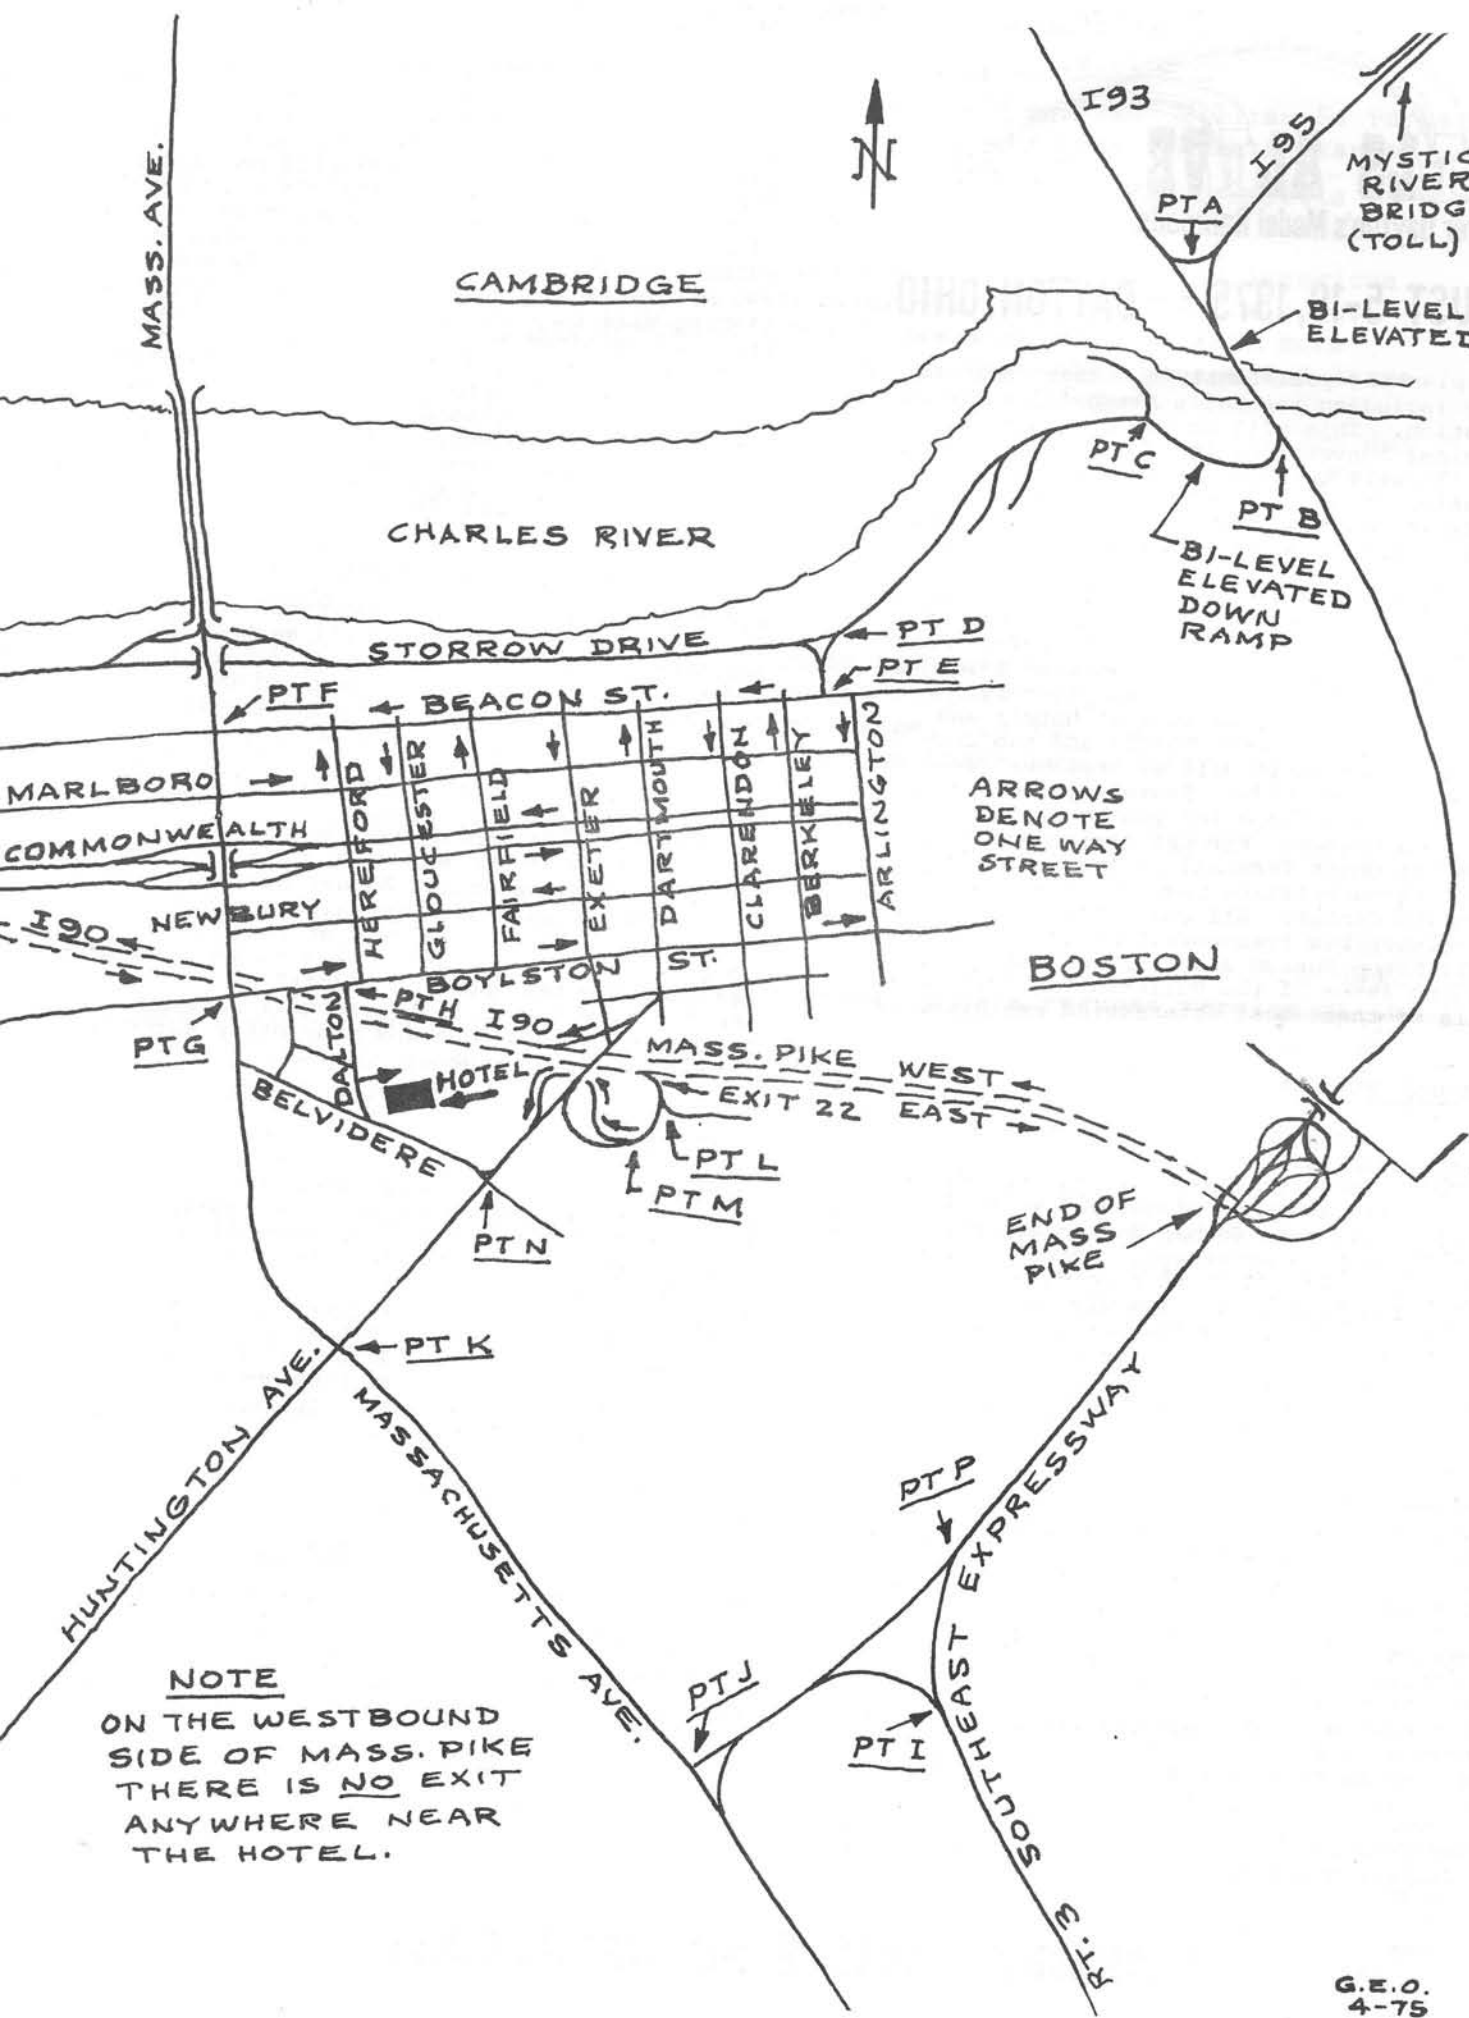 MASS. AVE.
N
I93
I95
MYSTIC
RIVER
BRIDG
(TOLL)
PT A
CAMBRIDGE
BI-LEVEL
ELEVATED
PT C
PT B
CHARLES RIVER
BI-LEVEL
ELEVATED
DOWN
RAMP
STORROW DRIVE
PT D
PT E
PT F
BEACON ST.
MARLBORO
COMMONWEALTH
NEWBURY
HEREFORD
GLOUCESTER
FAIRFIELD
EXETER
DARTMOUTH
CLARENDON
BERKELEY
ARLINGTON
ARROWS
DENOTE
ONE WAY
STREET
I90
BOYLSTON ST.
BOSTON
PT G
PT H
I90
DALTON
HOTEL
BELVIDERE
MASS. PIKE WEST
EXIT 22 EAST
PT L
PT M
PT N
END OF
MASS
PIKE
PT K
HUNTINGTON AVE.
MASSACHUSETTS AVE.
PT P
SOUTHEAST EXPRESSWAY
PT J
PT I
RT. 3
NOTE
ON THE WESTBOUND
SIDE OF MASS. PIKE
THERE IS NO EXIT
ANYWHERE NEAR
THE HOTEL.
G.E.O.
4-75